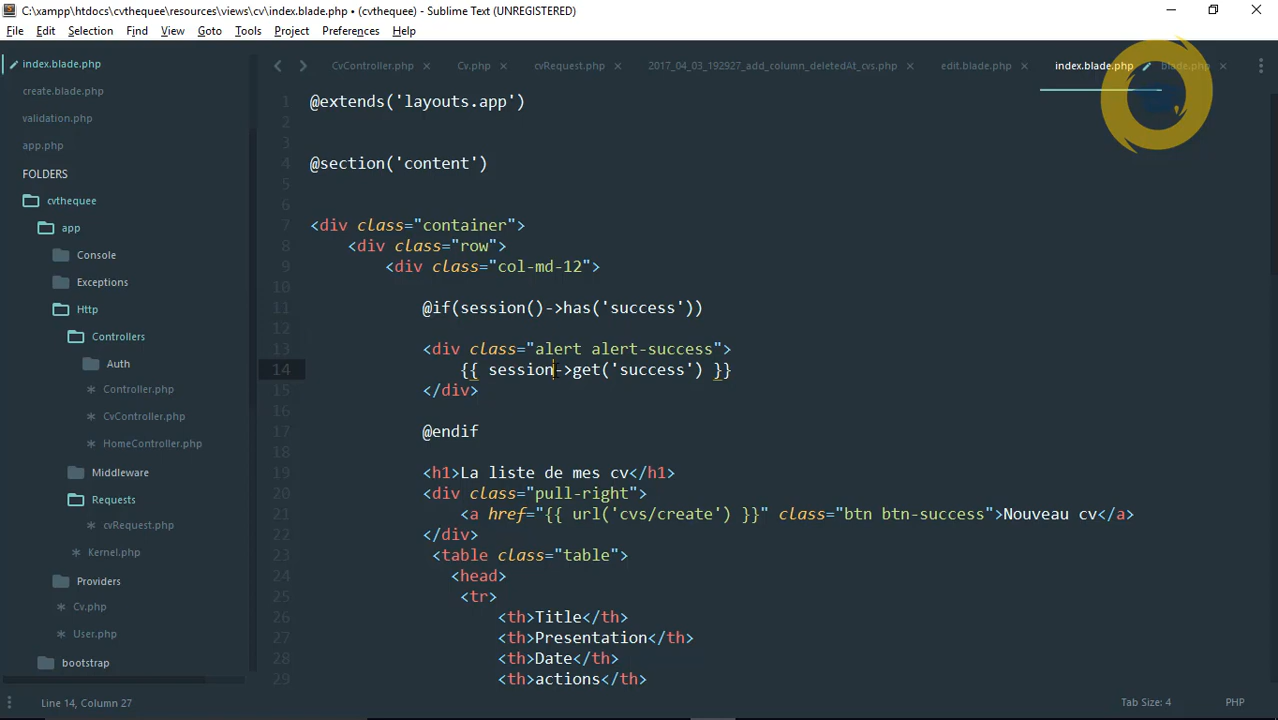 C:\xampp\htdocs\cvthequee\resources\views\cv\index.blade.php • (cvthequee) - Sublime Text (UNREGISTERED)
File Edit Selection Find View Goto Tools Project Preferences Help
index.blade.php
create.blade.php
validation.php
app.php
FOLDERS
cvthequee
app
Console
Exceptions
Http
Controllers
Auth
Controller.php
CvController.php
HomeController.php
Middleware
Requests
cvRequest.php
Kernel.php
Providers
Cv.php
User.php
bootstrap
CvController.php × Cv.php × cvRequest.php × 2017_04_03_192927_add_column_deletedAt_cvs.php × edit.blade.php × index.blade.php blade.php ×
1 @extends('layouts.app')
2
3
4 @section('content')
5
6
7 <div class="container">
8 <div class="row">
9 <div class="col-md-12">
10
11 @if(session()->has('success'))
12
13 <div class="alert alert-success">
14 {{ session->get('success') }}
15 </div>
16
17 @endif
18
19 <h1>La liste de mes cv</h1>
20 <div class="pull-right">
21 <a href="{{ url('cvs/create') }}" class="btn btn-success">Nouveau cv</a>
22 </div>
23 <table class="table">
24 <head>
25 <tr>
26 <th>Title</th>
27 <th>Presentation</th>
28 <th>Date</th>
29 <th>actions</th>
Line 14, Column 27 Tab Size: 4 PHP